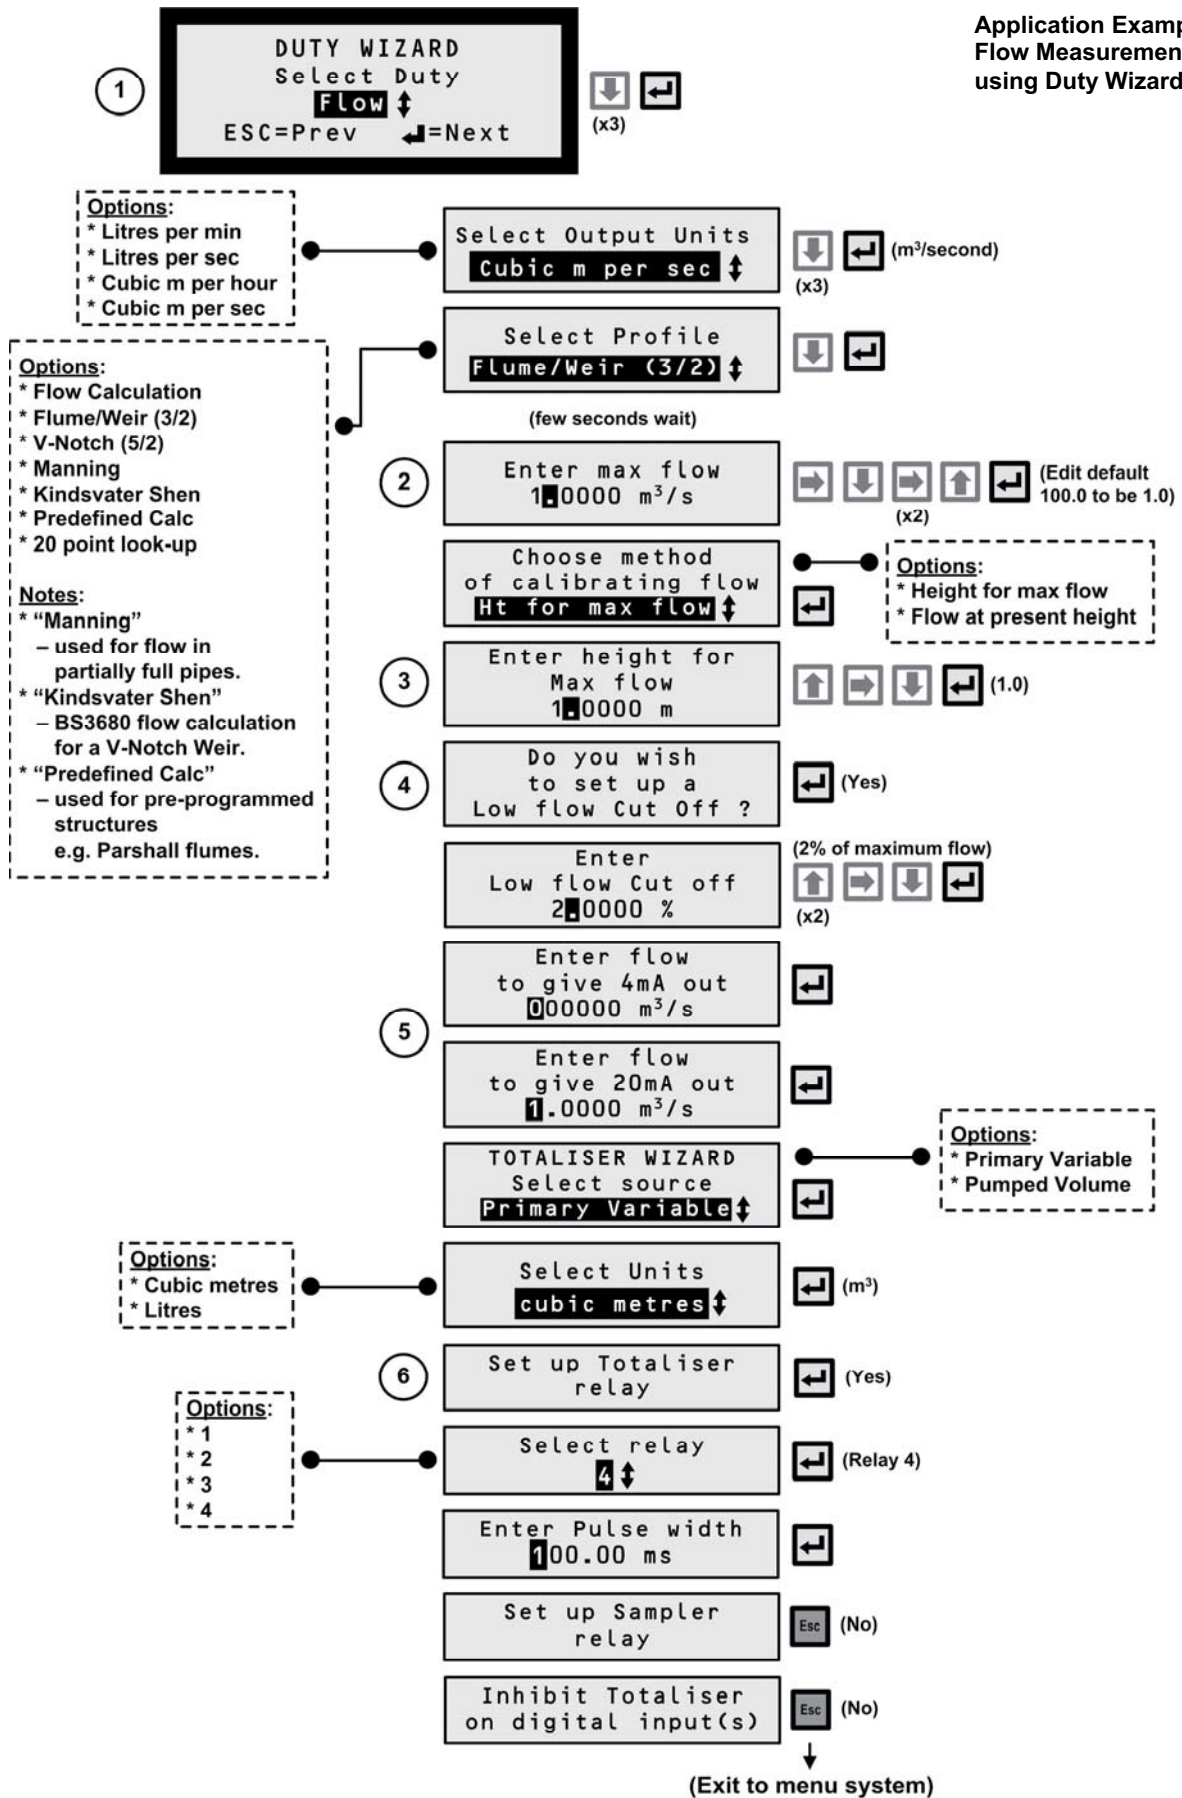 Application Examp
Flow Measuremen
using Duty Wizard
1
DUTY WIZARD
Select Duty
Flow
ESC=Prev ↵=Next
(x3)
Options:
* Litres per min
* Litres per sec
* Cubic m per hour
* Cubic m per sec
Select Output Units
Cubic m per sec
(m³/second)
(x3)
Options:
* Flow Calculation
* Flume/Weir (3/2)
* V-Notch (5/2)
* Manning
* Kindsvater Shen
* Predefined Calc
* 20 point look-up
Notes:
* “Manning”
– used for flow in
partially full pipes.
* “Kindsvater Shen”
– BS3680 flow calculation
for a V-Notch Weir.
* “Predefined Calc”
– used for pre-programmed
structures
e.g. Parshall flumes.
Select Profile
Flume/Weir (3/2)
(few seconds wait)
2
Enter max flow
1.0000 m³/s
(x2)
(Edit default
100.0 to be 1.0)
Choose method
of calibrating flow
Ht for max flow
Options:
* Height for max flow
* Flow at present height
3
Enter height for
Max flow
1.0000 m
(1.0)
4
Do you wish
to set up a
Low flow Cut Off ?
(Yes)
Enter
Low flow Cut off
2.0000 %
(2% of maximum flow)
(x2)
5
Enter flow
to give 4mA out
000000 m³/s
Enter flow
to give 20mA out
1.0000 m³/s
TOTALISER WIZARD
Select source
Primary Variable
Options:
* Primary Variable
* Pumped Volume
Options:
* Cubic metres
* Litres
Select Units
cubic metres
(m³)
6
Set up Totaliser
relay
(Yes)
Options:
* 1
* 2
* 3
* 4
Select relay
4
(Relay 4)
Enter Pulse width
100.00 ms
Set up Sampler
relay
Esc (No)
Inhibit Totaliser
on digital input(s)
Esc (No)
(Exit to menu system)